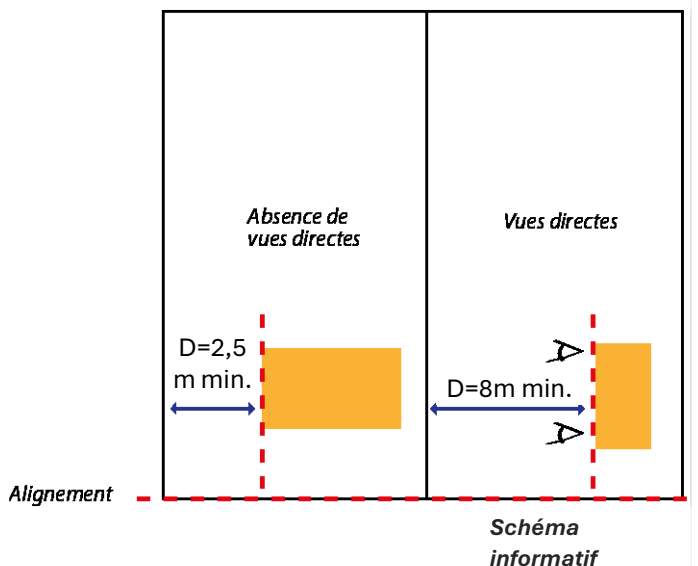 Absence de
vues directes
Vues directes
D=2,5
m min.
D=8m min.
Alignement
Schéma
informatif